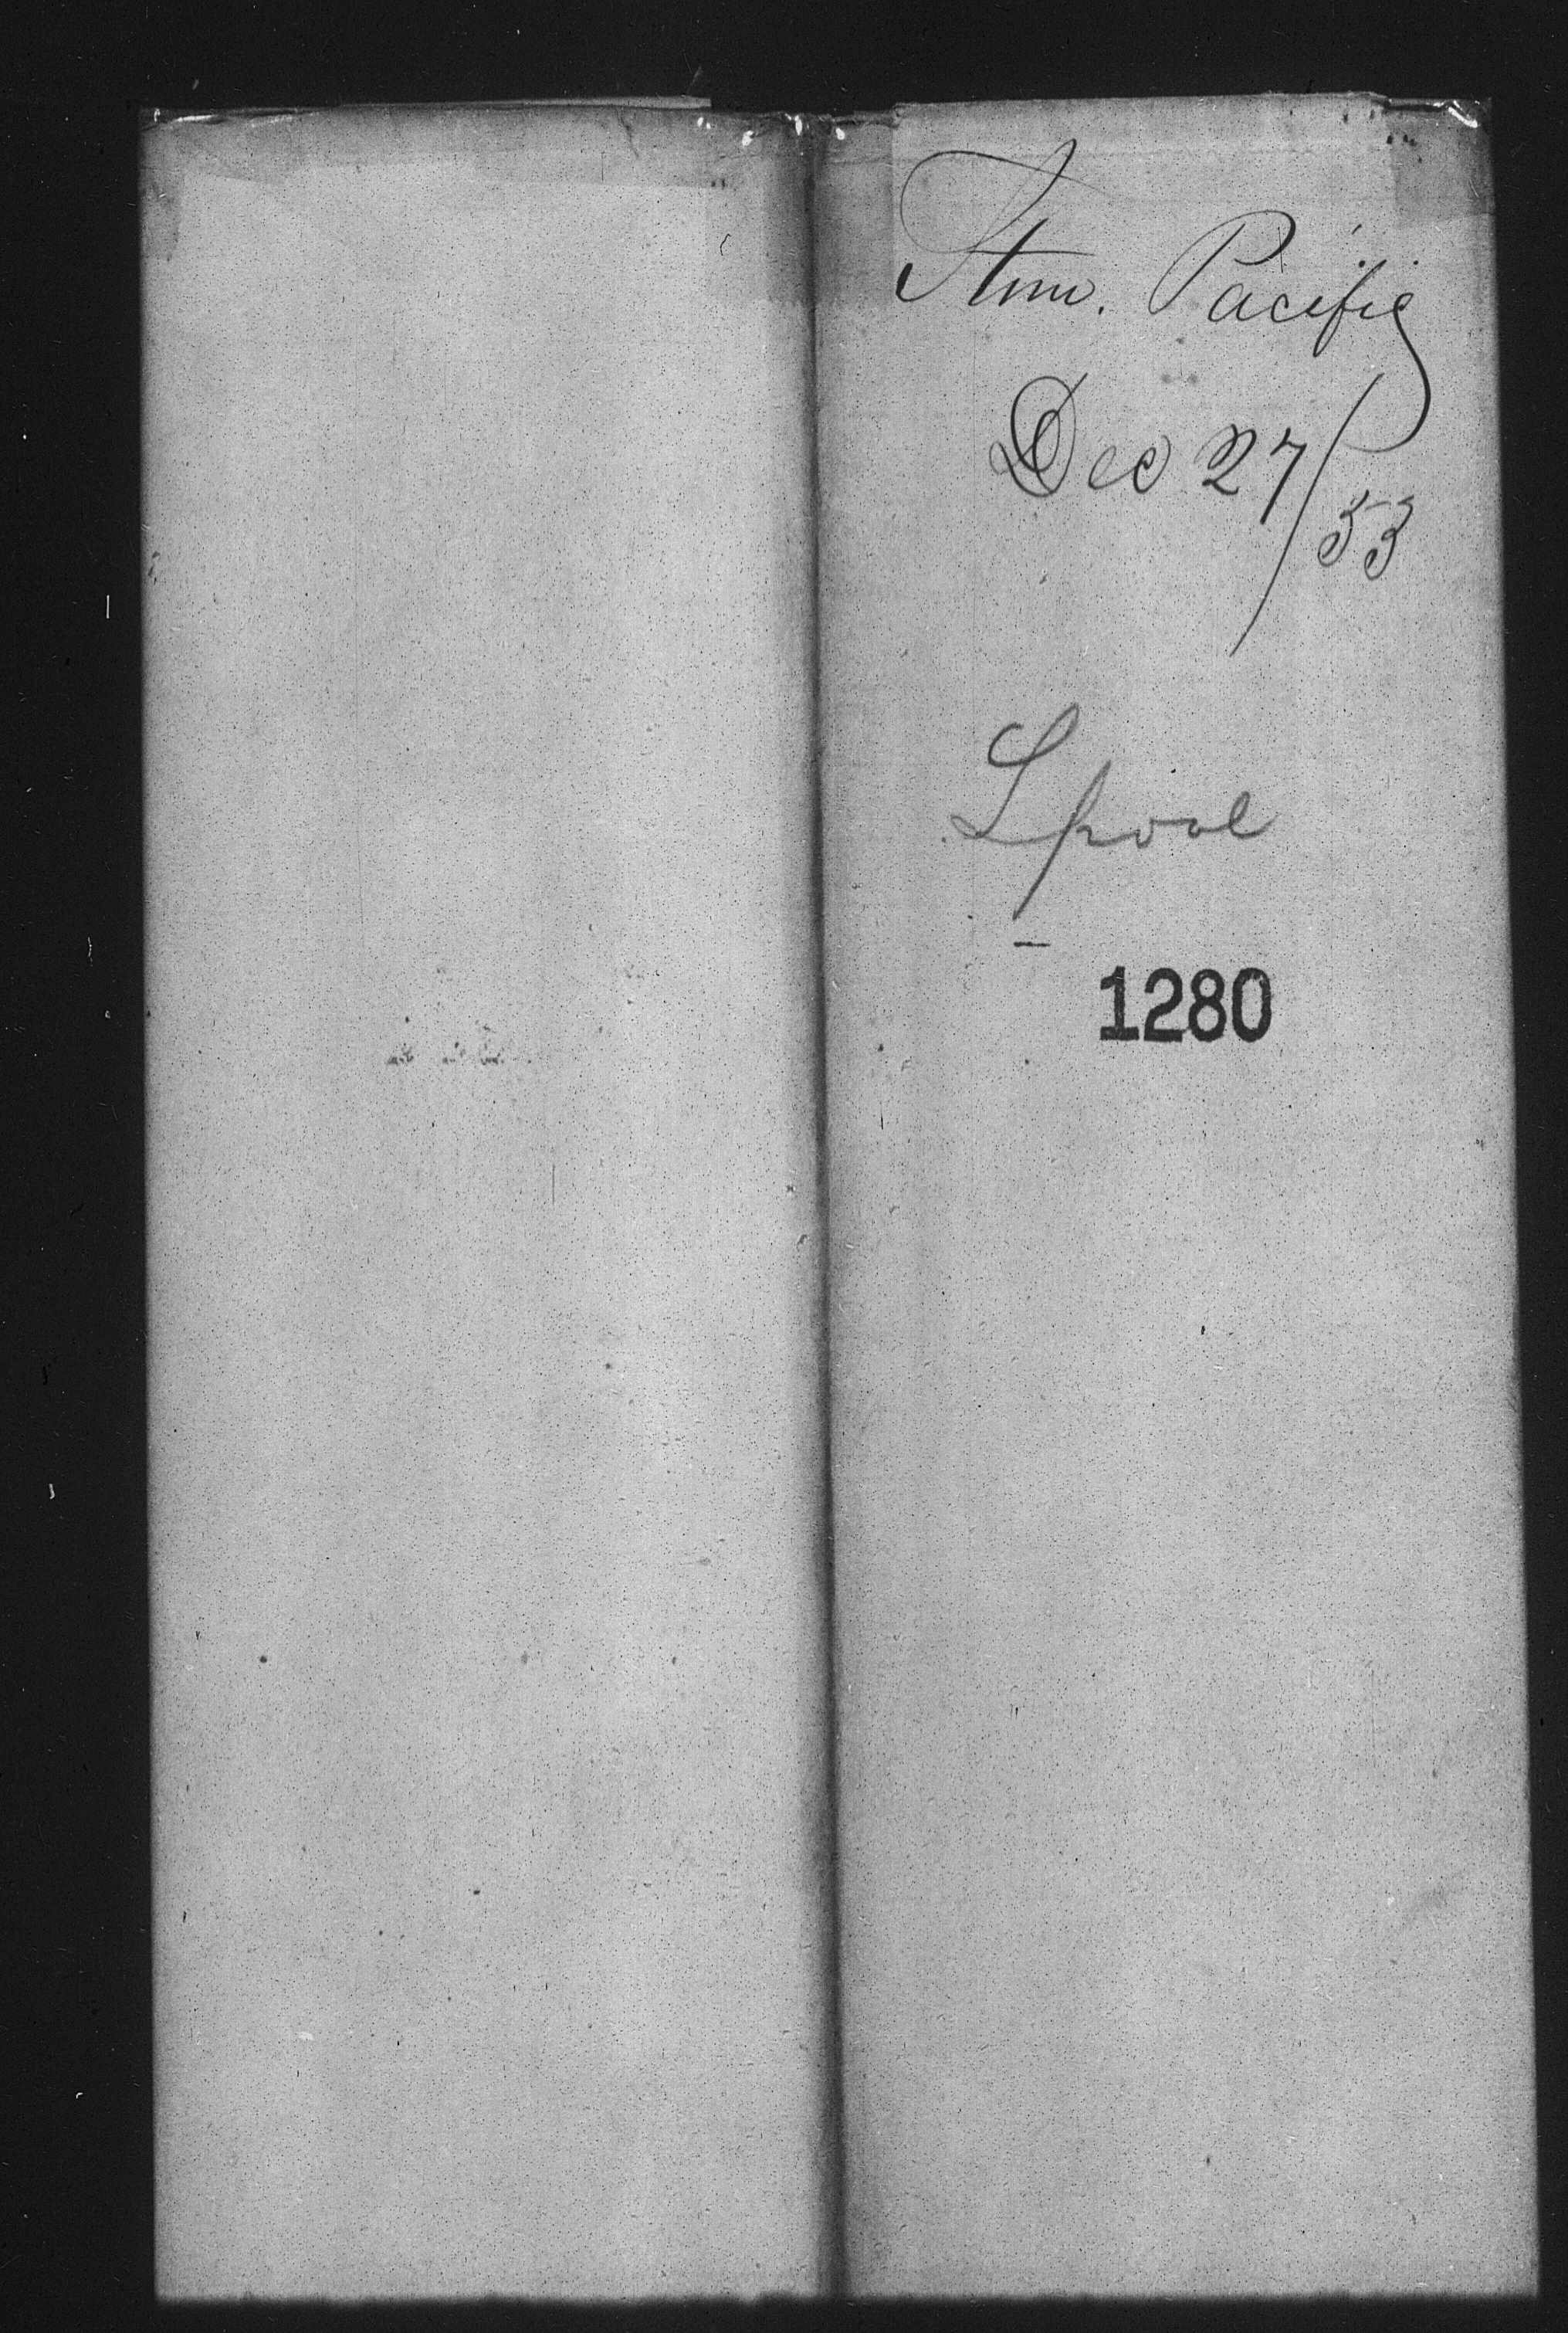 Stmr. Pacific
Dec 27/53
Lpool
1280